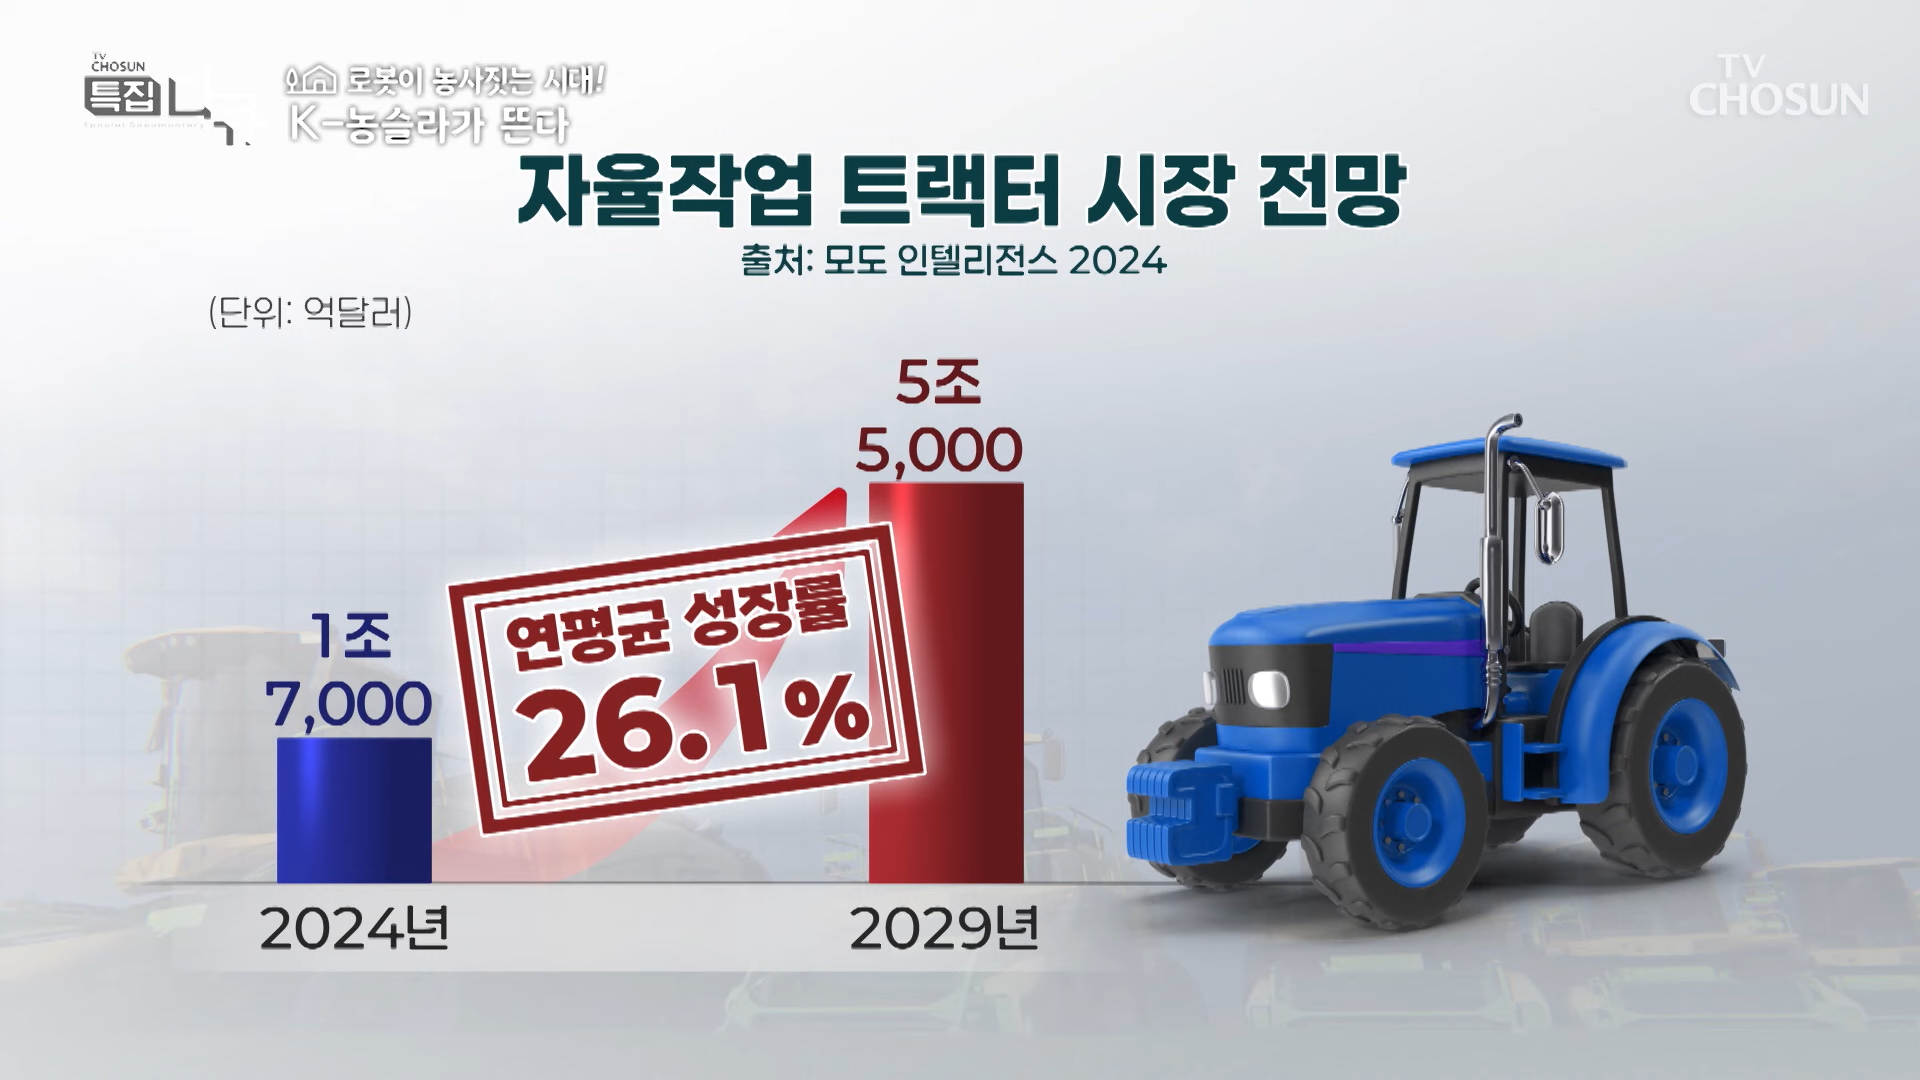 TV
CHOSUN
특집
로봇이 농사짓는 시대!
K-농슬라가 뜬다
TV
CHOSUN
자율작업 트랙터 시장 전망
출처: 모도 인텔리전스 2024
(단위: 억달러)
5조
5,000
1조
7,000
연평균 성장률
26.1%
2024년
2029년